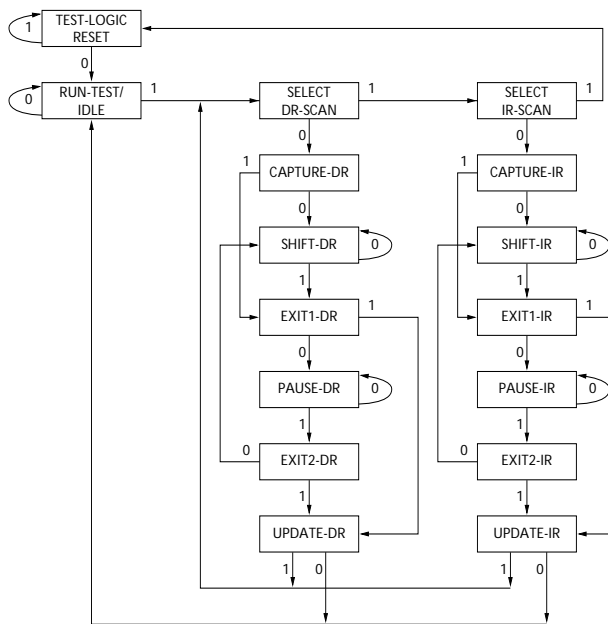 TEST-LOGIC
RESET
1
0
RUN-TEST/
IDLE
0
1
SELECT
DR-SCAN
1
SELECT
IR-SCAN
1
0
0
CAPTURE-DR
1
CAPTURE-IR
1
0
0
SHIFT-DR
0
SHIFT-IR
0
1
1
EXIT1-DR
1
EXIT1-IR
1
0
0
PAUSE-DR
0
PAUSE-IR
0
1
1
EXIT2-DR
0
EXIT2-IR
0
1
1
UPDATE-DR
UPDATE-IR
1
0
1
0